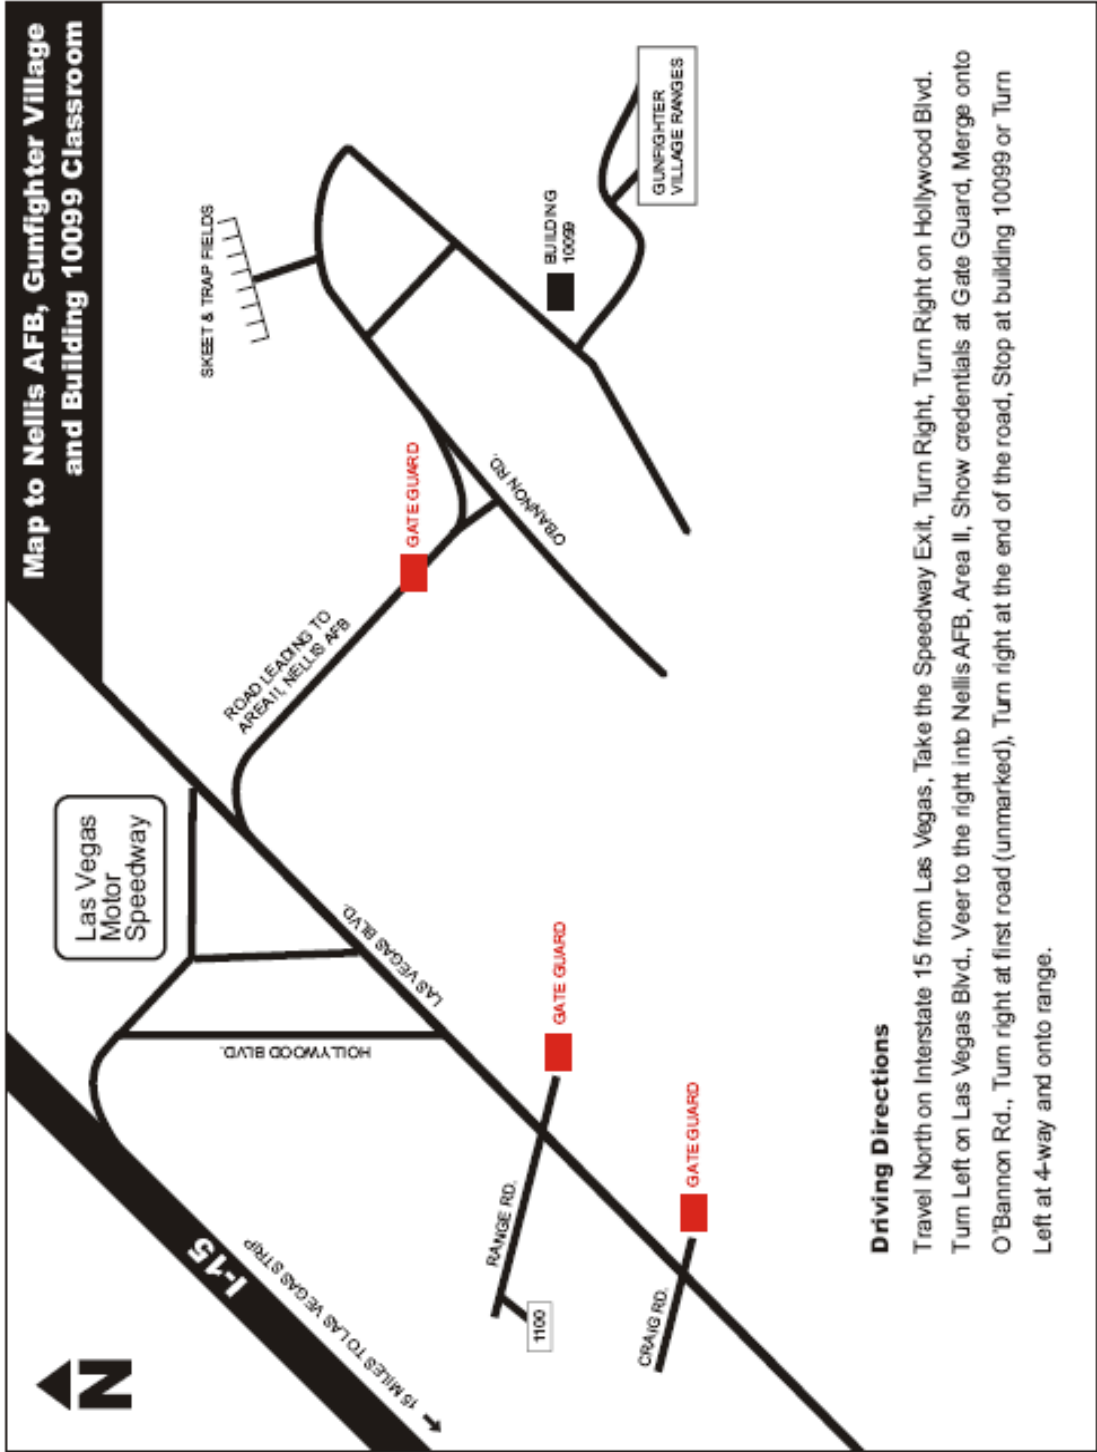 Map to Nellis AFB, Gunfighter Village
and Building 10099 Classroom
N
I-15
15 MILES TO LAS VEGAS STRIP
Las Vegas
Motor
Speedway
HOLLYWOOD BLVD.
LAS VEGAS BLVD.
ROAD LEADING TO
AREA II, NELLIS AFB
GATE GUARD
SKEET & TRAP FIELDS
O'BANNON RD.
BUILDING
10099
GUNFIGHTER
VILLAGE RANGES
RANGE RD.
1100
GATE GUARD
CRAIG RD.
GATE GUARD
Driving Directions
Travel North on Interstate 15 from Las Vegas, Take the Speedway Exit, Turn Right, Turn Right on Hollywood Blvd.
Turn Left on Las Vegas Blvd., Veer to the right into Nellis AFB, Area II, Show credentials at Gate Guard, Merge onto
O'Bannon Rd., Turn right at first road (unmarked), Turn right at the end of the road, Stop at building 10099 or Turn
Left at 4-way and onto range.